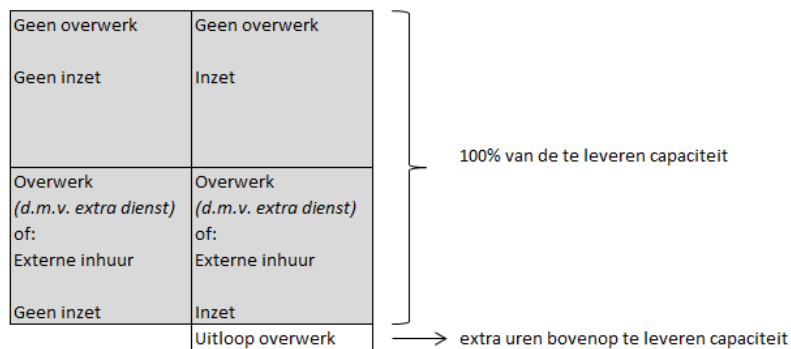 Geen overwerk
Geen inzet
Geen overwerk
Inzet
100% van de te leveren capaciteit
Overwerk
(d.m.v. extra dienst)
of:
Externe inhuur
Geen inzet
Overwerk
(d.m.v. extra dienst)
of:
Externe inhuur
Inzet
Uitloop overwerk
extra uren bovenop te leveren capaciteit